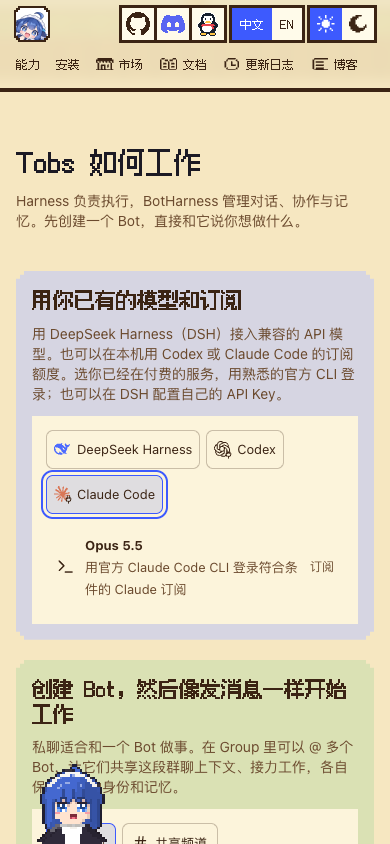 中文 EN
能力 安装 市场 文档 更新日志 博客
Tobs 如何工作
Harness 负责执行，BotHarness 管理对话、协作与记
忆。先创建一个 Bot，直接和它说你想做什么。
用你已有的模型和订阅
用 DeepSeek Harness（DSH）接入兼容的 API 模
型。也可以在本机用 Codex 或 Claude Code 的订阅
额度。选你已经在付费的服务，用熟悉的官方 CLI 登
录；也可以在 DSH 配置自己的 API Key。
DeepSeek Harness Codex
Claude Code
Opus 5.5
用官方 Claude Code CLI 登录符合条 订阅
件的 Claude 订阅
创建 Bot，然后像发消息一样开始
工作
私聊适合和一个 Bot 做事。在 Group 里可以 @ 多个
Bot，让它们共享这段群聊上下文、接力工作，各自
保 身份和记忆。
# 共享频道